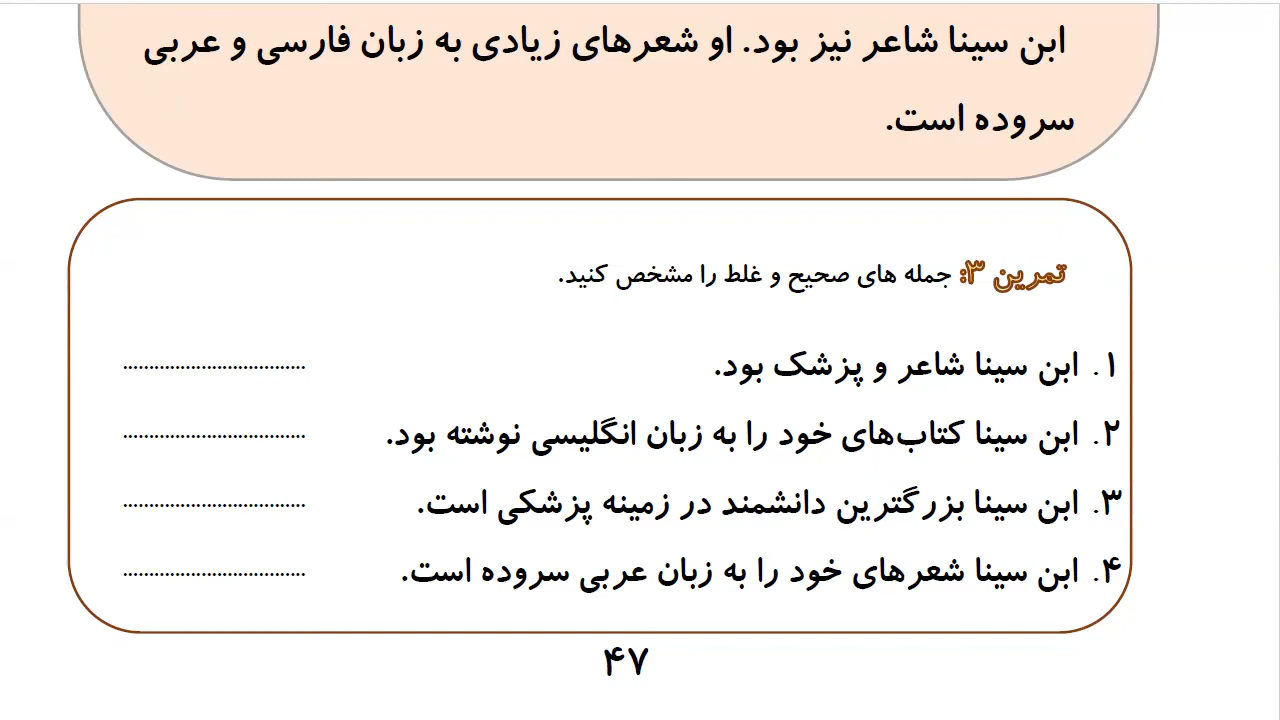 ابن سینا شاعر نیز بود. او شعرهای زیادی به زبان فارسی و عربی
سروده است.
تمرین ۳: جمله های صحیح و غلط را مشخص کنید.
۱. ابن سینا شاعر و پزشک بود. ...................................
۲. ابن سینا کتاب‌های خود را به زبان انگلیسی نوشته بود. ...................................
۳. ابن سینا بزرگترین دانشمند در زمینه پزشکی است. ...................................
۴. ابن سینا شعرهای خود را به زبان عربی سروده است. ...................................
۴۷